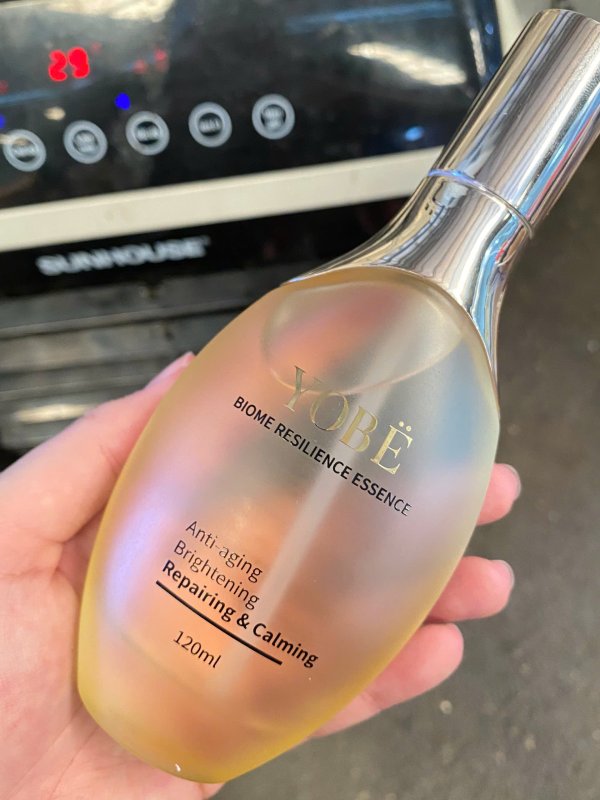 29
SUNHOUSE
YOBË
BIOME RESILIENCE ESSENCE
Anti-aging
Brightening
Repairing & Calming
120ml